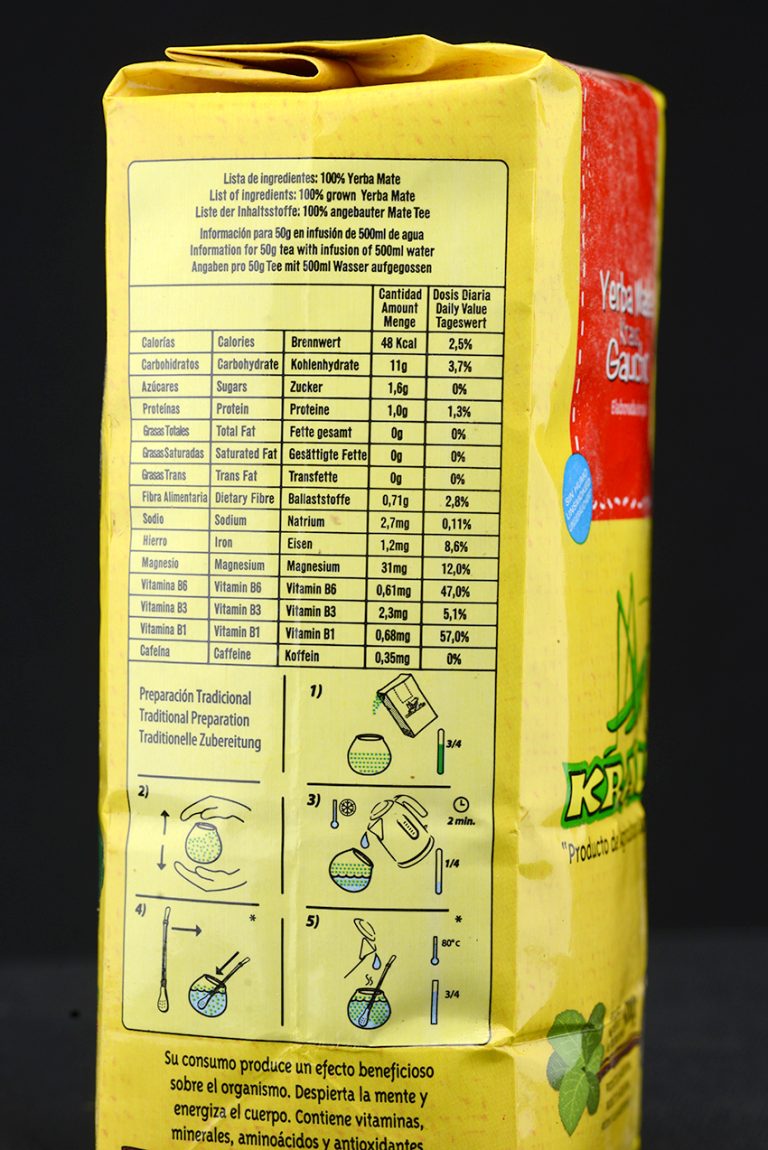 Lista de ingredientes: 100% Yerba Mate
List of ingredients: 100% grown Yerba Mate
Liste der Inhaltsstoffe: 100% angebauter Mate Tee
Información para 50g en infusión de 500ml de agua
Information for 50g tea with infusion of 500ml water
Angaben pro 50g Tee mit 500ml Wasser aufgegossen
Cantidad Amount Menge Dosis Diaria Daily Value Tageswert
Calorías Calories Brennwert 48 Kcal 2,5%
Carbohidratos Carbohydrate Kohlenhydrate 11g 3,7%
Azúcares Sugars Zucker 1,6g 0%
Proteínas Protein Proteine 1,0g 1,3%
Grasas Totales Total Fat Fette gesamt 0g 0%
Grasas Saturadas Saturated Fat Gesättigte Fette 0g 0%
Grasas Trans Trans Fat Transfette 0g 0%
Fibra Alimentaria Dietary Fibre Ballaststoffe 0,71g 2,8%
Sodio Sodium Natrium 2,7mg 0,11%
Hierro Iron Eisen 1,2mg 8,6%
Magnesio Magnesium Magnesium 31mg 12,0%
Vitamina B6 Vitamin B6 Vitamin B6 0,61mg 47,0%
Vitamina B3 Vitamin B3 Vitamin B3 2,3mg 5,1%
Vitamina B1 Vitamin B1 Vitamin B1 0,68mg 57,0%
Cafeína Caffeine Koffein 0,35mg 0%
Preparación Tradicional
Traditional Preparation
Traditionelle Zubereitung
1)
3/4
2)
3)
2 min.
1/4
4)
*
5)
*
80°c
3/4
Su consumo produce un efecto beneficioso
sobre el organismo. Despierta la mente y
energiza el cuerpo. Contiene vitaminas,
minerales, aminoácidos y antioxidantes
Yerba
"Producto de